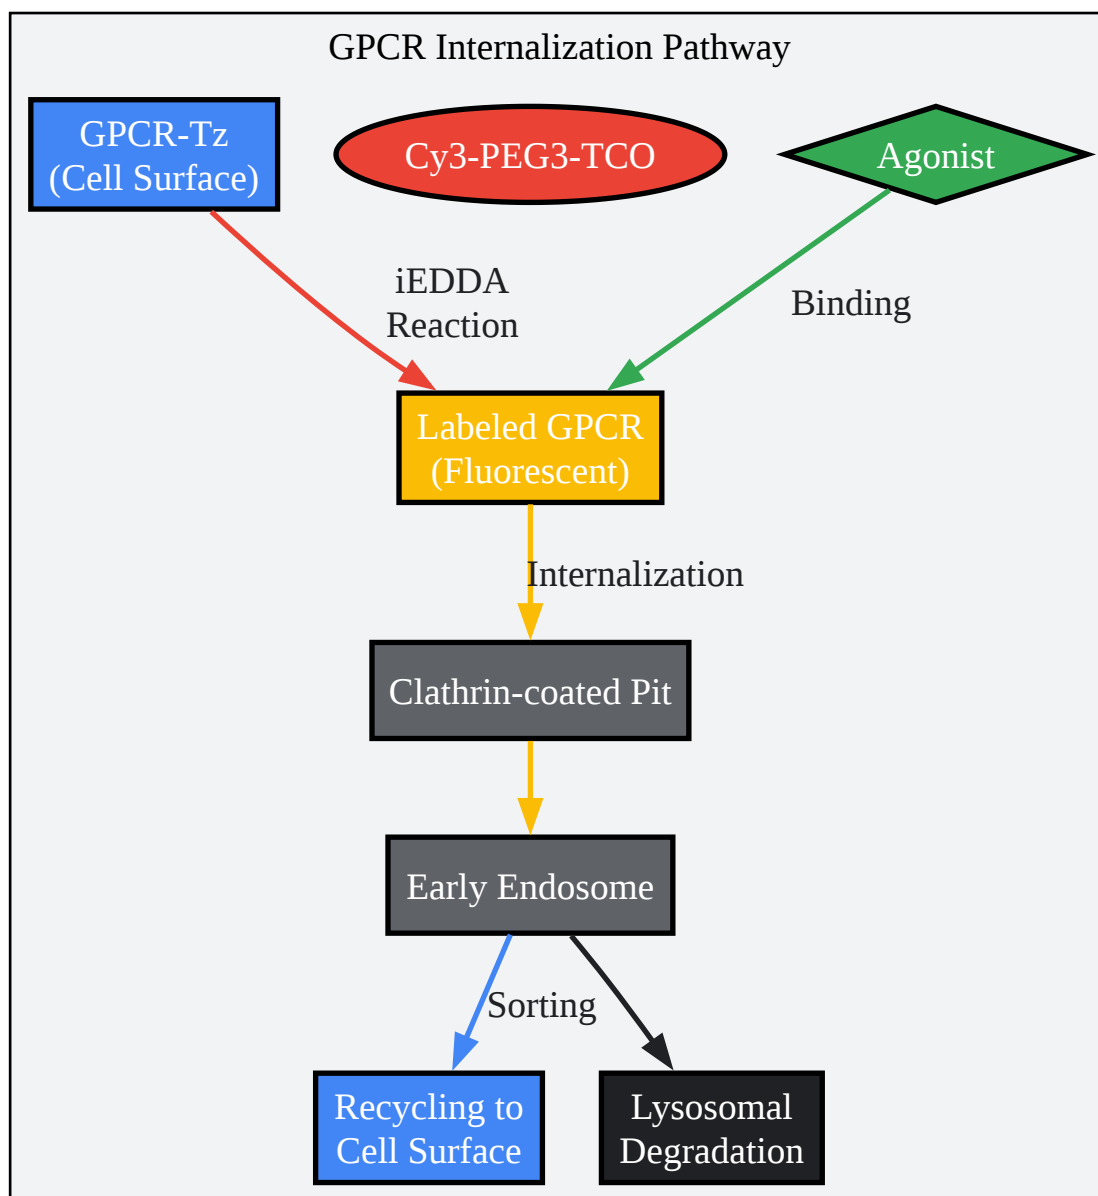 GPCR Internalization Pathway
GPCR-Tz
(Cell Surface)
Cy3-PEG3-TCO
Agonist
iEDDA
Reaction
Binding
Labeled GPCR
(Fluorescent)
Internalization
Clathrin-coated Pit
Early Endosome
Sorting
Recycling to
Cell Surface
Lysosomal
Degradation